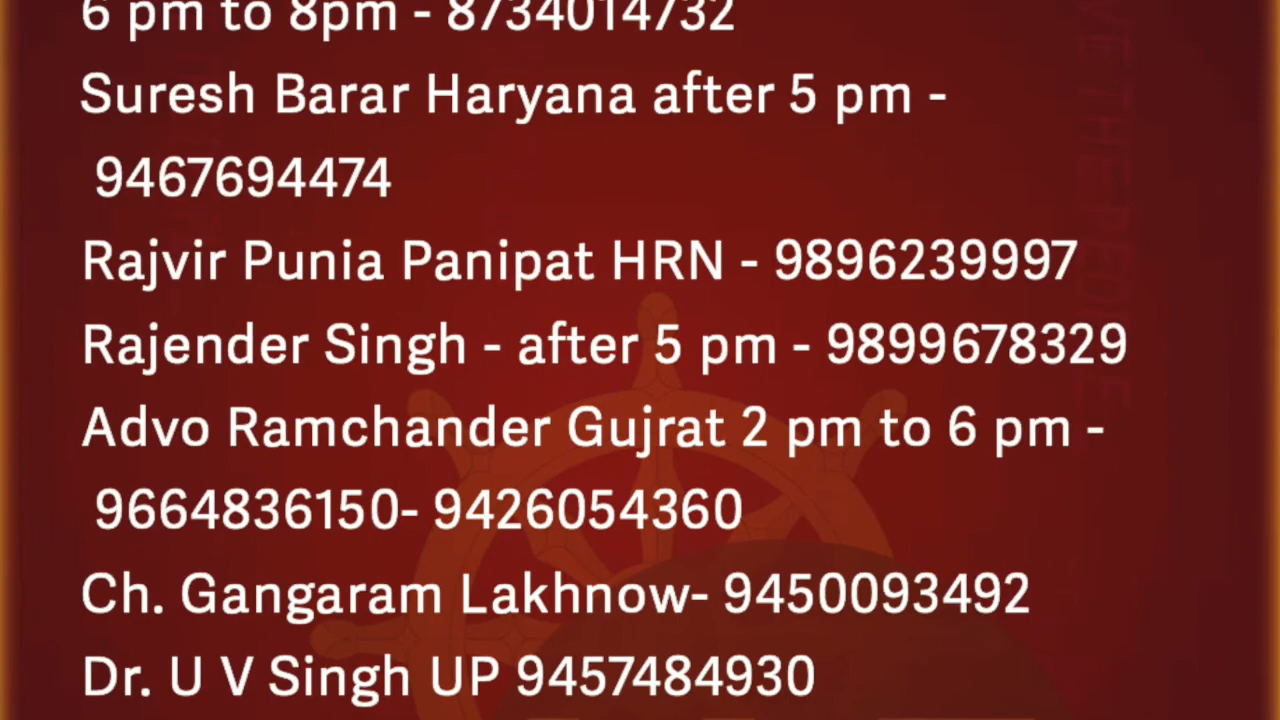 6 pm to 8pm - 8734014732
Suresh Barar Haryana after 5 pm -
9467694474
Rajvir Punia Panipat HRN - 9896239997
Rajender Singh - after 5 pm - 9899678329
Advo Ramchander Gujrat 2 pm to 6 pm -
9664836150- 9426054360
Ch. Gangaram Lakhnow- 9450093492
Dr. U V Singh UP 9457484930